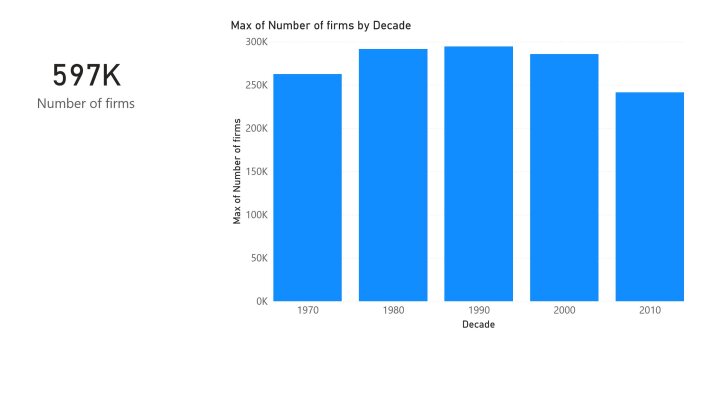 597K
Number of firms
Max of Number of firms by Decade
Max of Number of firms
300K
250K
200K
150K
100K
50K
0K
1970 1980 1990 2000 2010
Decade